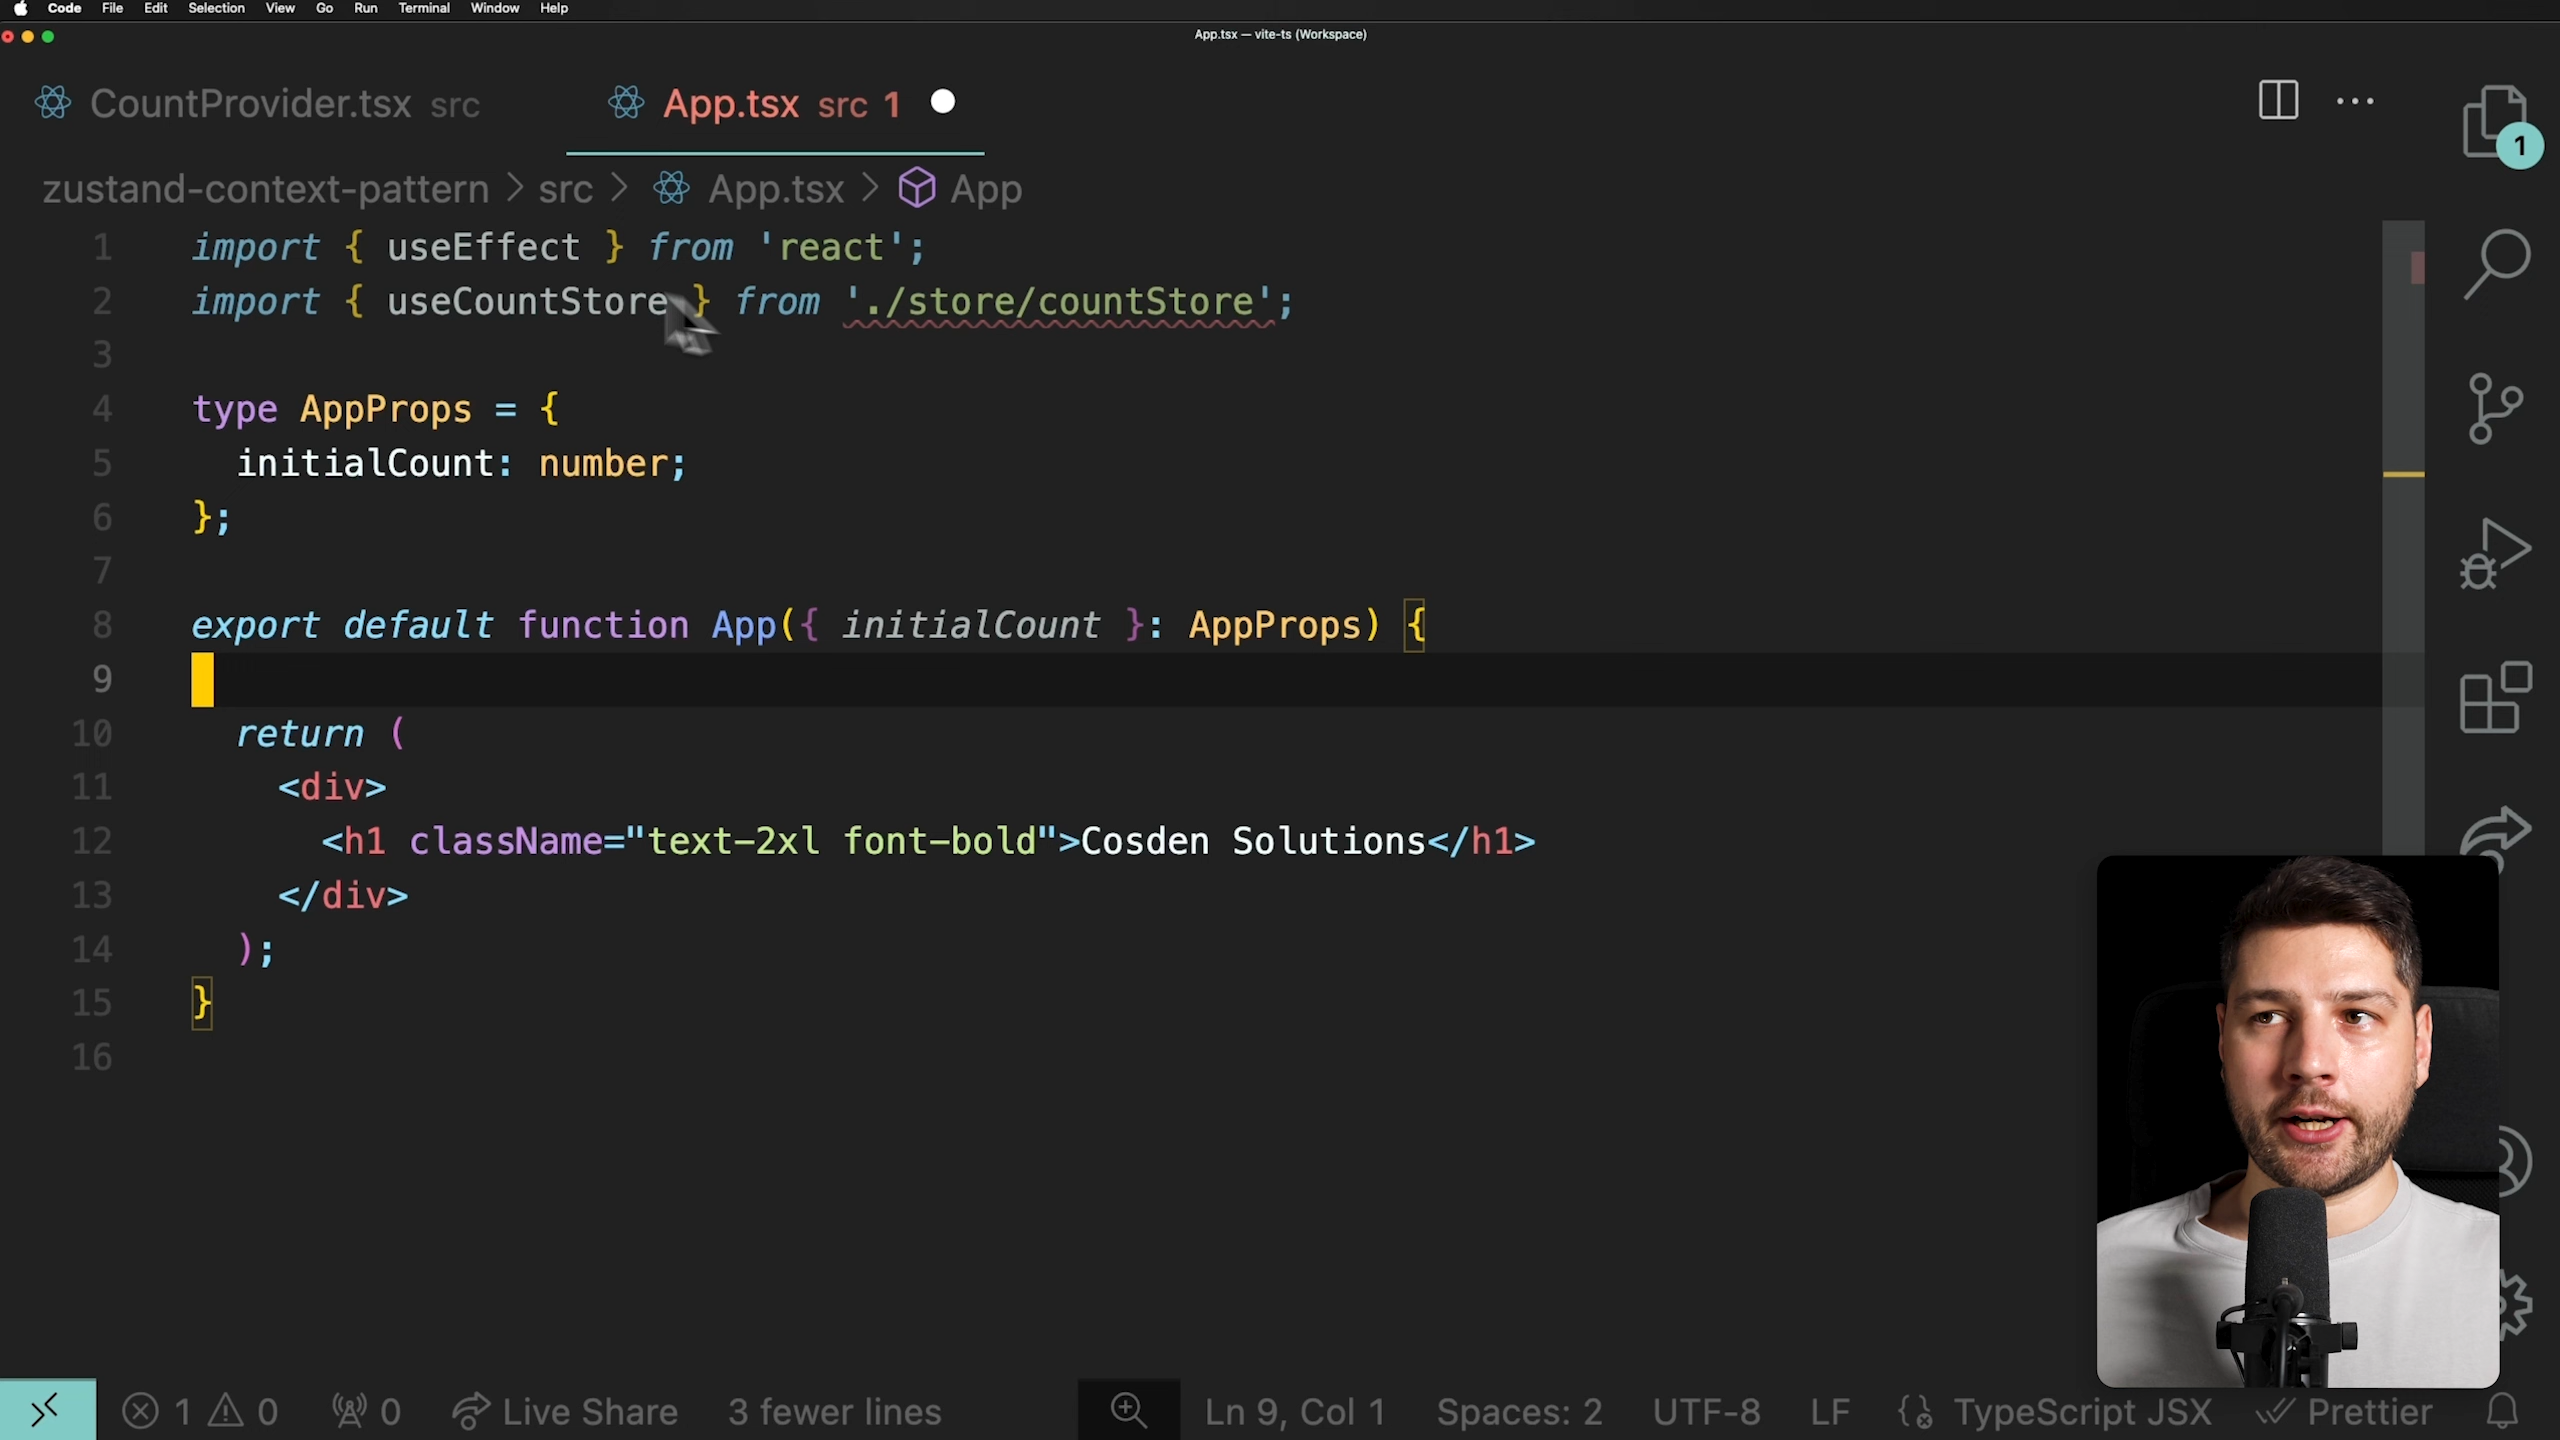 Code File Edit Selection View Go Run Terminal Window Help
App.tsx — vite-ts (Workspace)
CountProvider.tsx src App.tsx src 1
1
zustand-context-pattern > src > App.tsx > App
1 import { useEffect } from 'react';
2 import { useCountStore } from './store/countStore';
3
4 type AppProps = {
5 initialCount: number;
6 };
7
8 export default function App({ initialCount }: AppProps) {
9
10 return (
11 <div>
12 <h1 className="text-2xl font-bold">Cosden Solutions</h1>
13 </div>
14 );
15 }
16
1 0 0 Live Share 3 fewer lines Ln 9, Col 1 Spaces: 2 UTF-8 LF TypeScript JSX Prettier